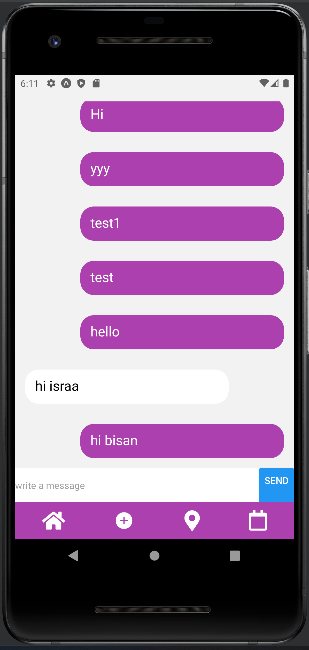 6:11
Hi
yyy
test1
test
hello
hi israa
hi bisan
write a message
SEND